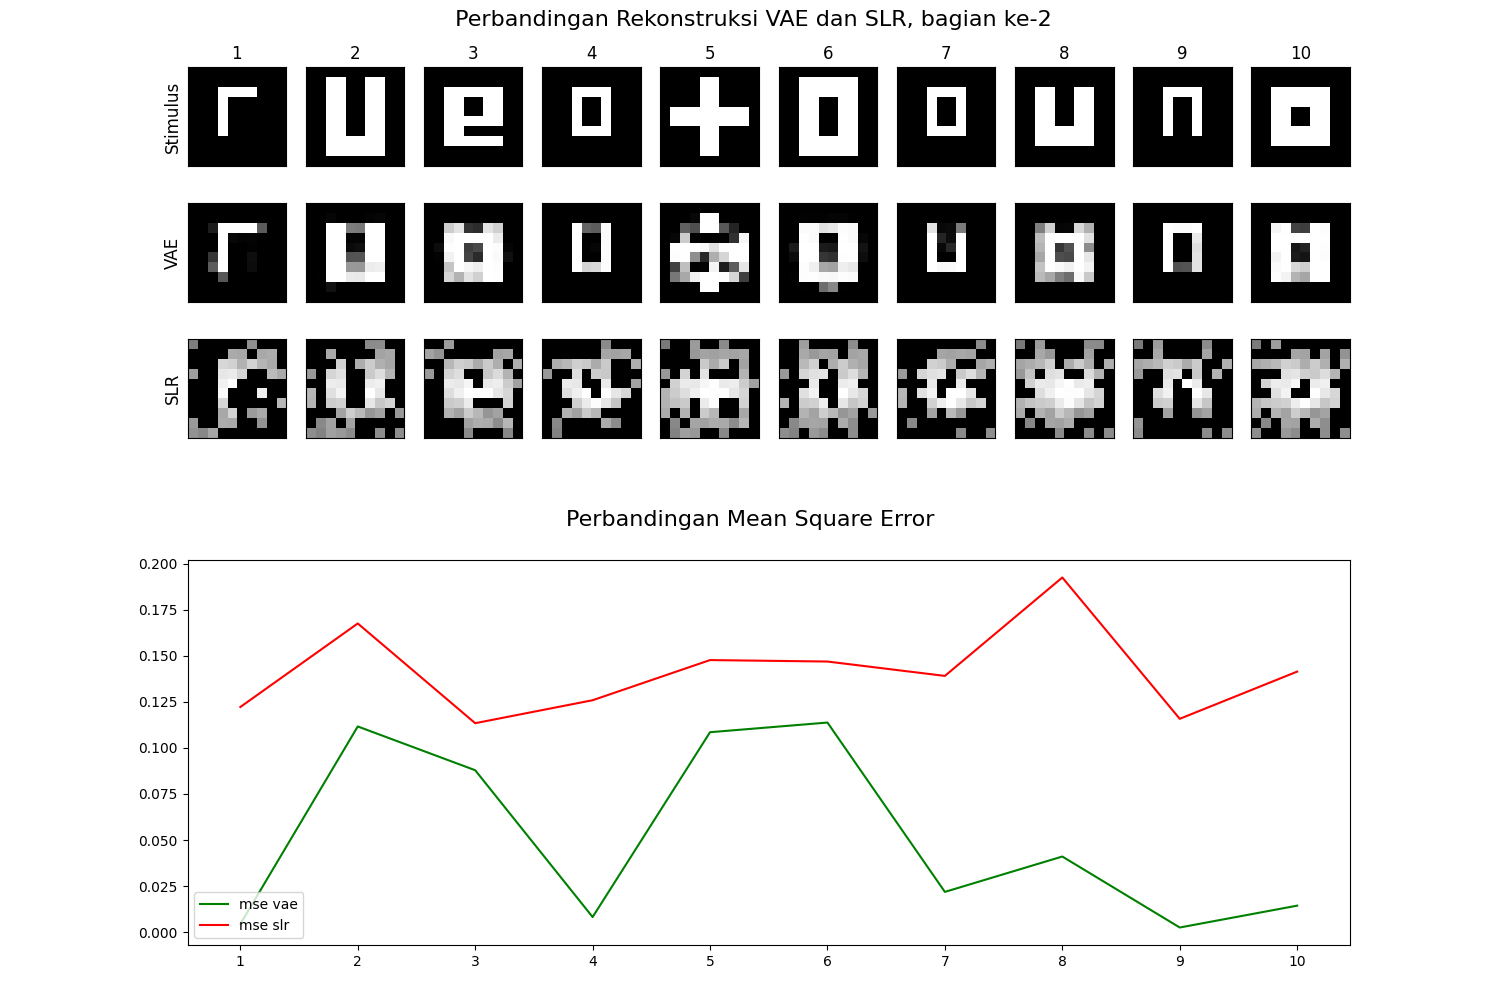 Perbandingan Rekonstruksi VAE dan SLR, bagian ke-2
1 2 3 4 5 6 7 8 9 10
Stimulus
VAE
SLR
Perbandingan Mean Square Error
0.200
0.175
0.150
0.125
0.100
0.075
0.050
0.025
0.000
mse vae
mse slr
1 2 3 4 5 6 7 8 9 10